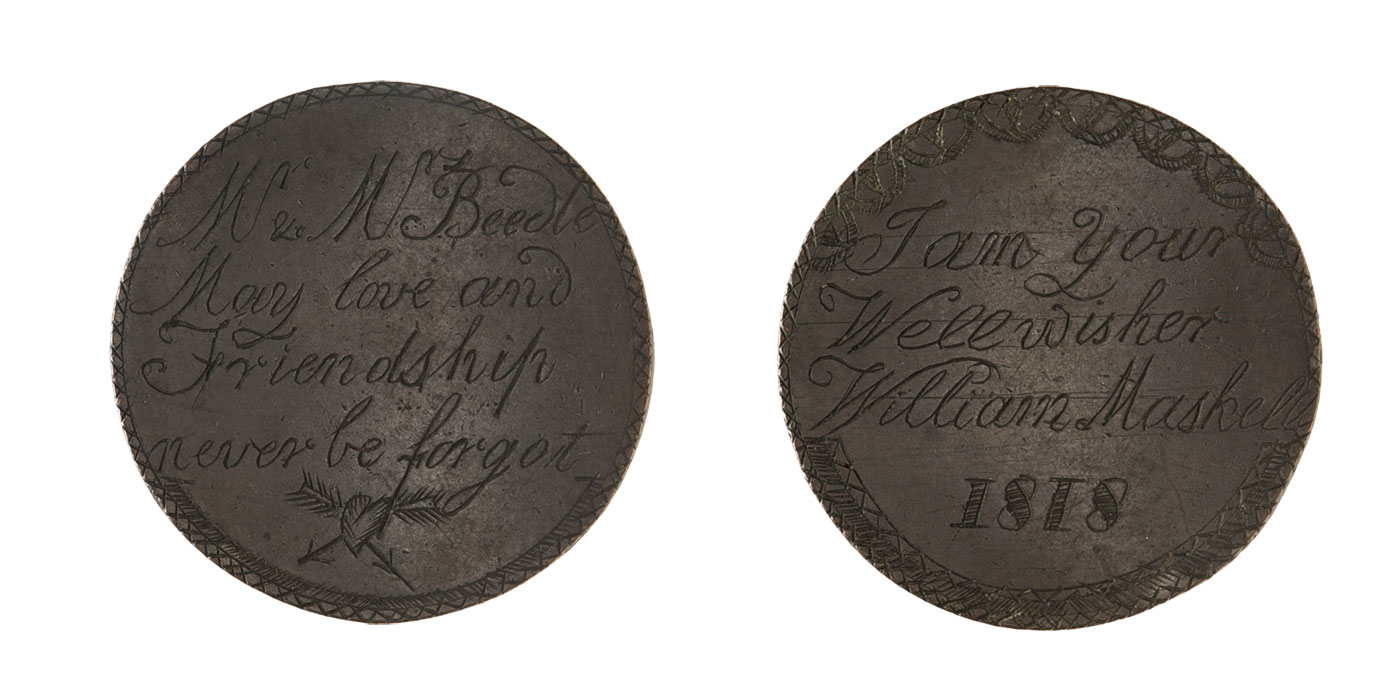 Mr. & Mrs Beedle
May love and
Friendship
never be forgot
I am Your
Well wisher
William Maskell
1818